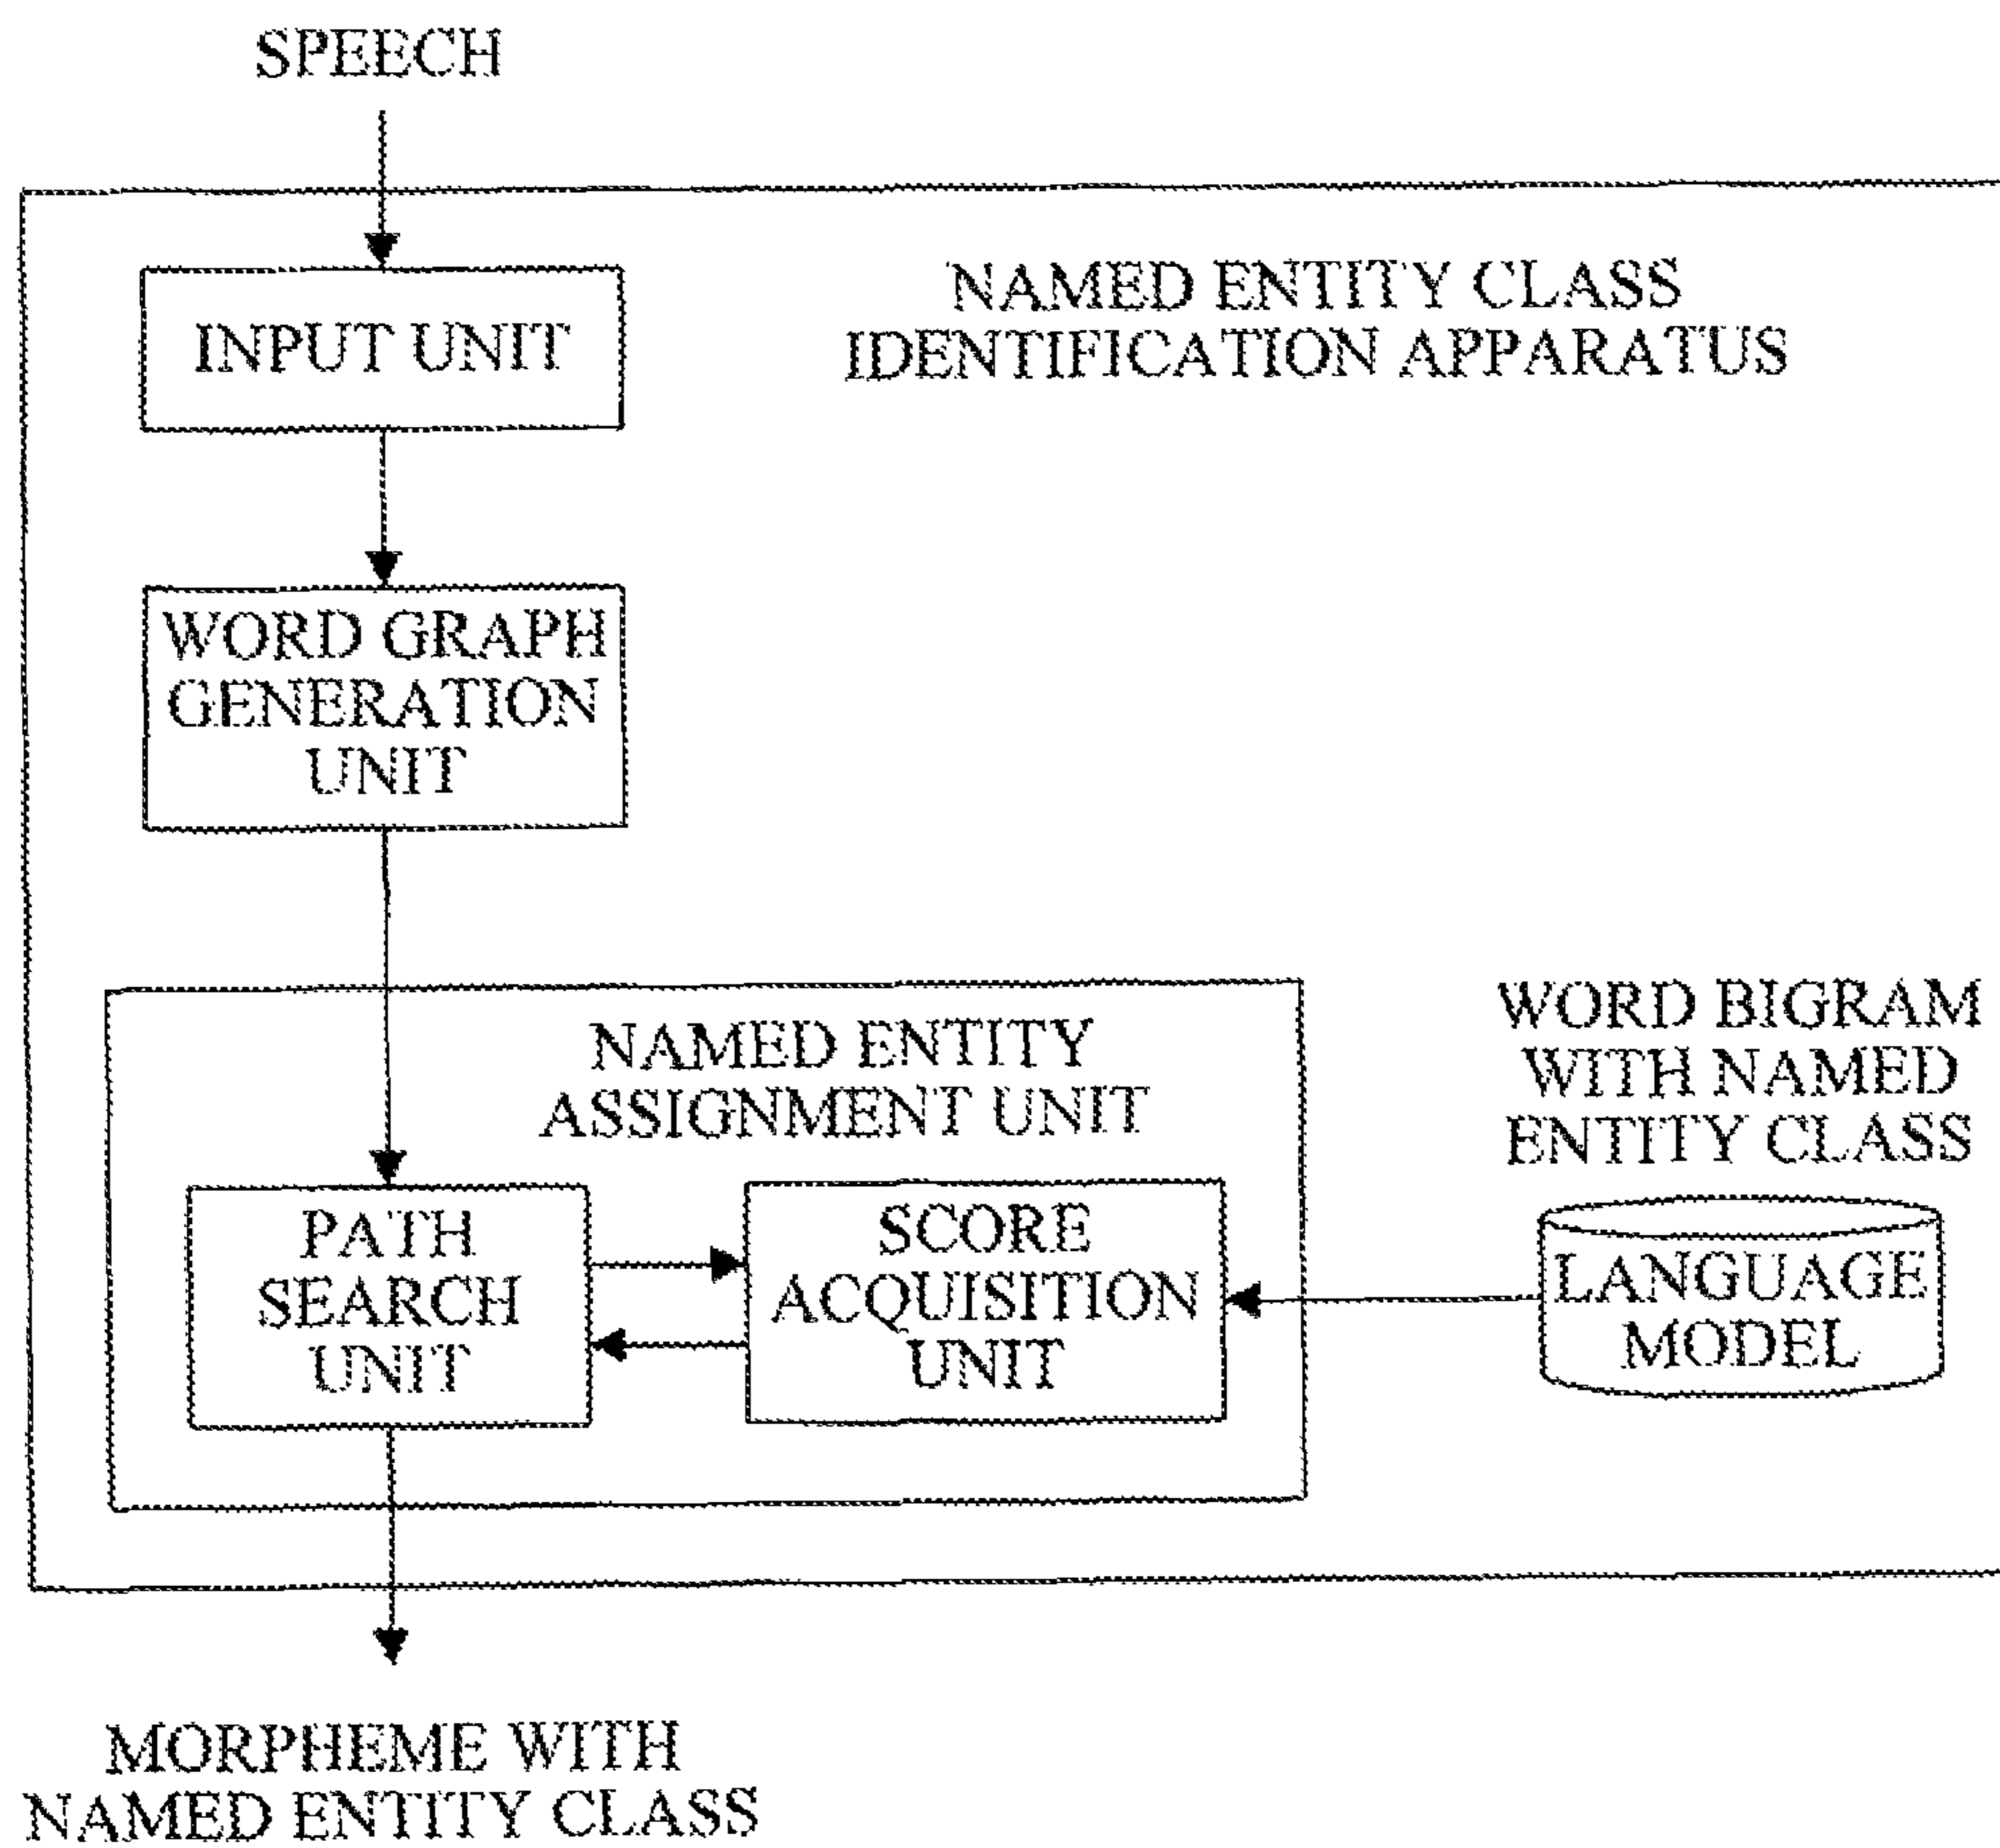 SPEECH
INPUT UNIT
NAMED ENTITY CLASS
IDENTIFICATION APPARATUS
WORD GRAPH
GENERATION
UNIT
NAMED ENTITY
ASSIGNMENT UNIT
WORD BIGRAM
WITH NAMED
ENTITY CLASS
PATH
SEARCH
UNIT
SCORE
ACQUISITION
UNIT
LANGUAGE
MODEL
MORPHEME WITH
NAMED ENTITY CLASS